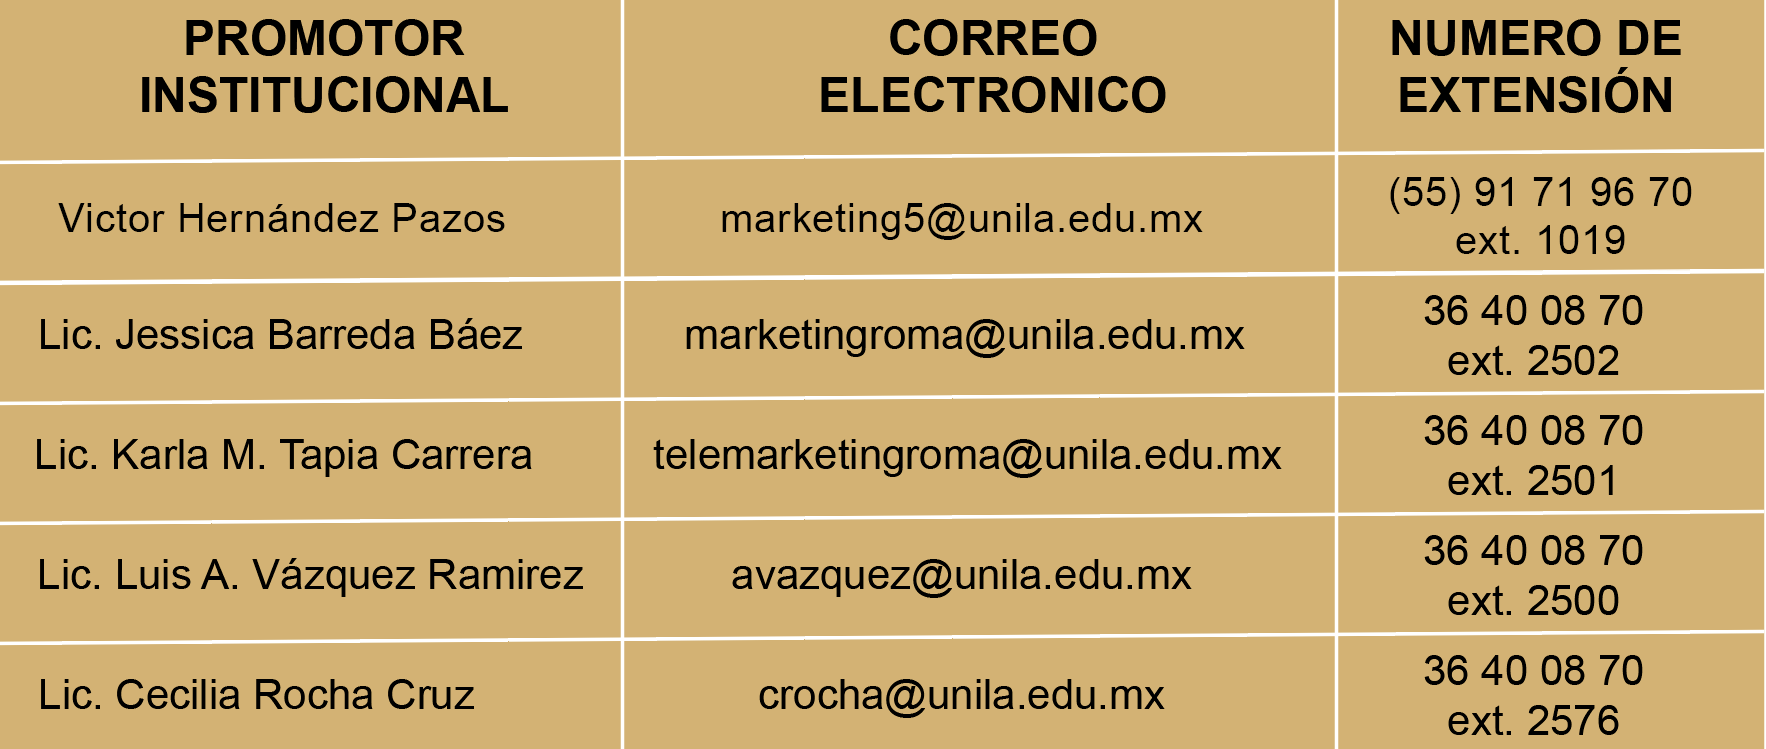 PROMOTOR
INSTITUCIONAL
CORREO
ELECTRONICO
NUMERO DE
EXTENSIÓN
Victor Hernández Pazos
marketing5@unila.edu.mx
(55) 91 71 96 70
ext. 1019
Lic. Jessica Barreda Báez
marketingroma@unila.edu.mx
36 40 08 70
ext. 2502
Lic. Karla M. Tapia Carrera
telemarketingroma@unila.edu.mx
36 40 08 70
ext. 2501
Lic. Luis A. Vázquez Ramirez
avazquez@unila.edu.mx
36 40 08 70
ext. 2500
Lic. Cecilia Rocha Cruz
crocha@unila.edu.mx
36 40 08 70
ext. 2576